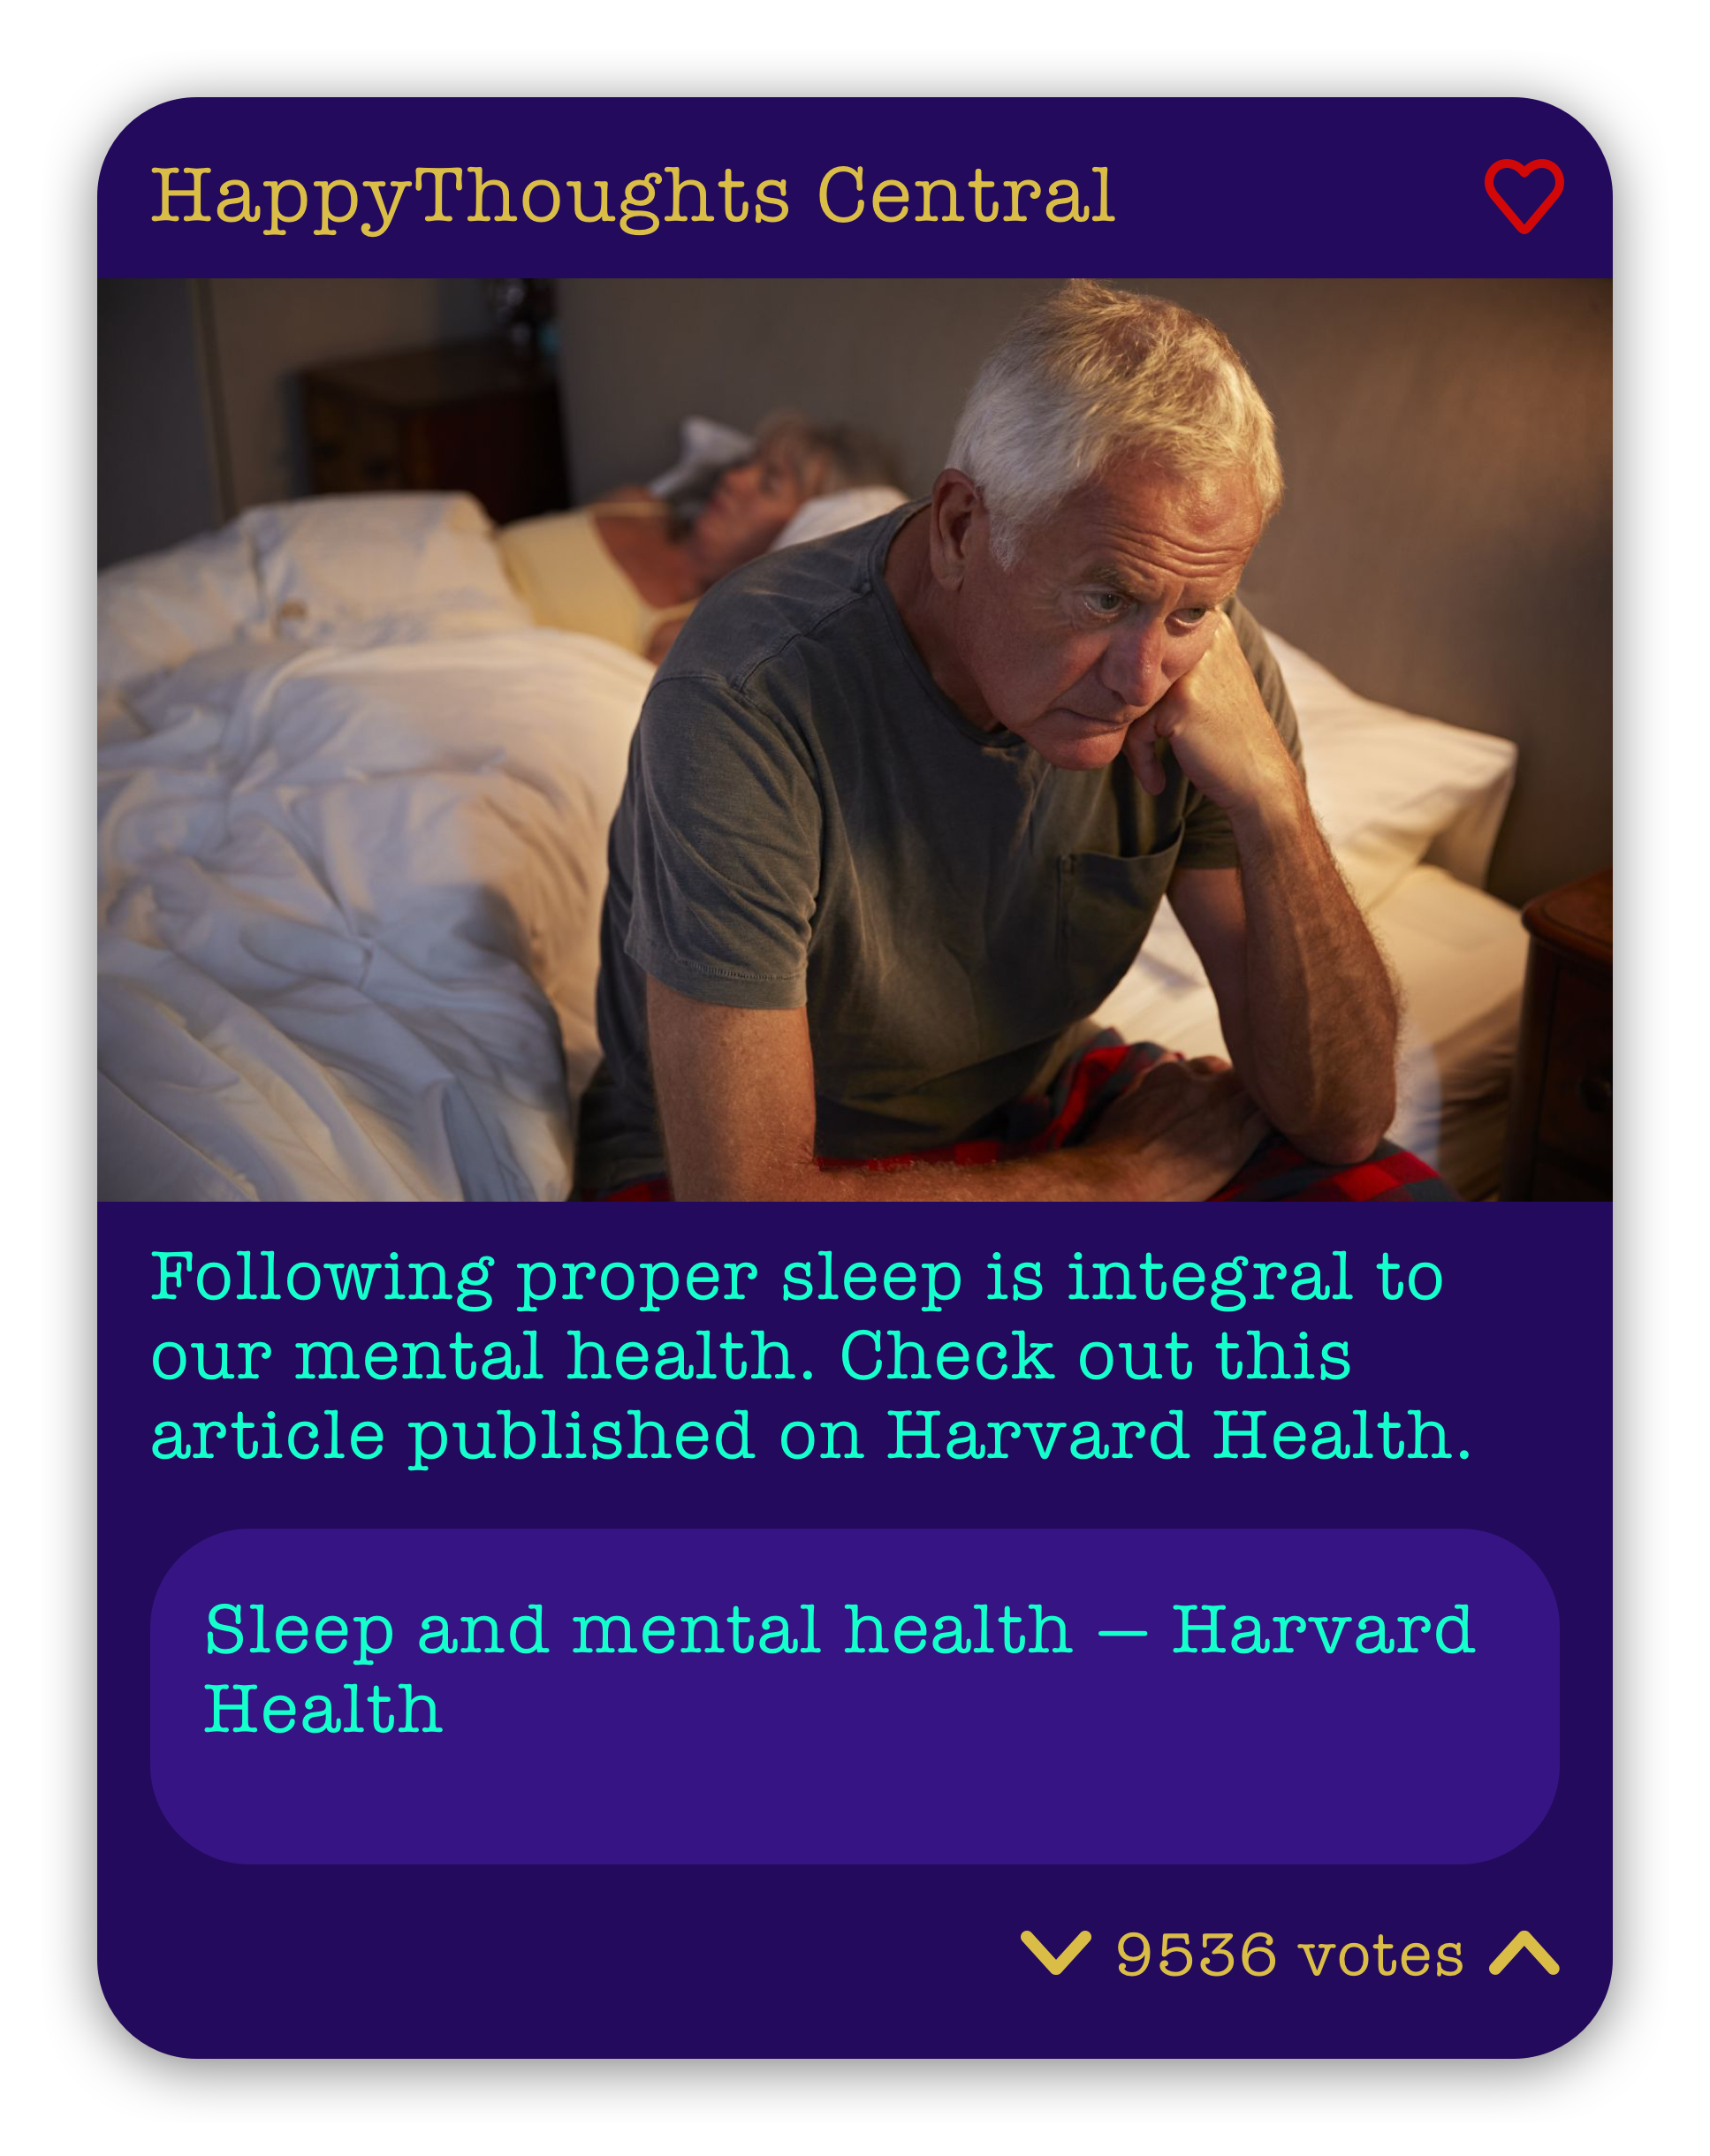 HappyThoughts Central
Following proper sleep is integral to
our mental health. Check out this
article published on Harvard Health.
Sleep and mental health – Harvard
Health
9536 votes